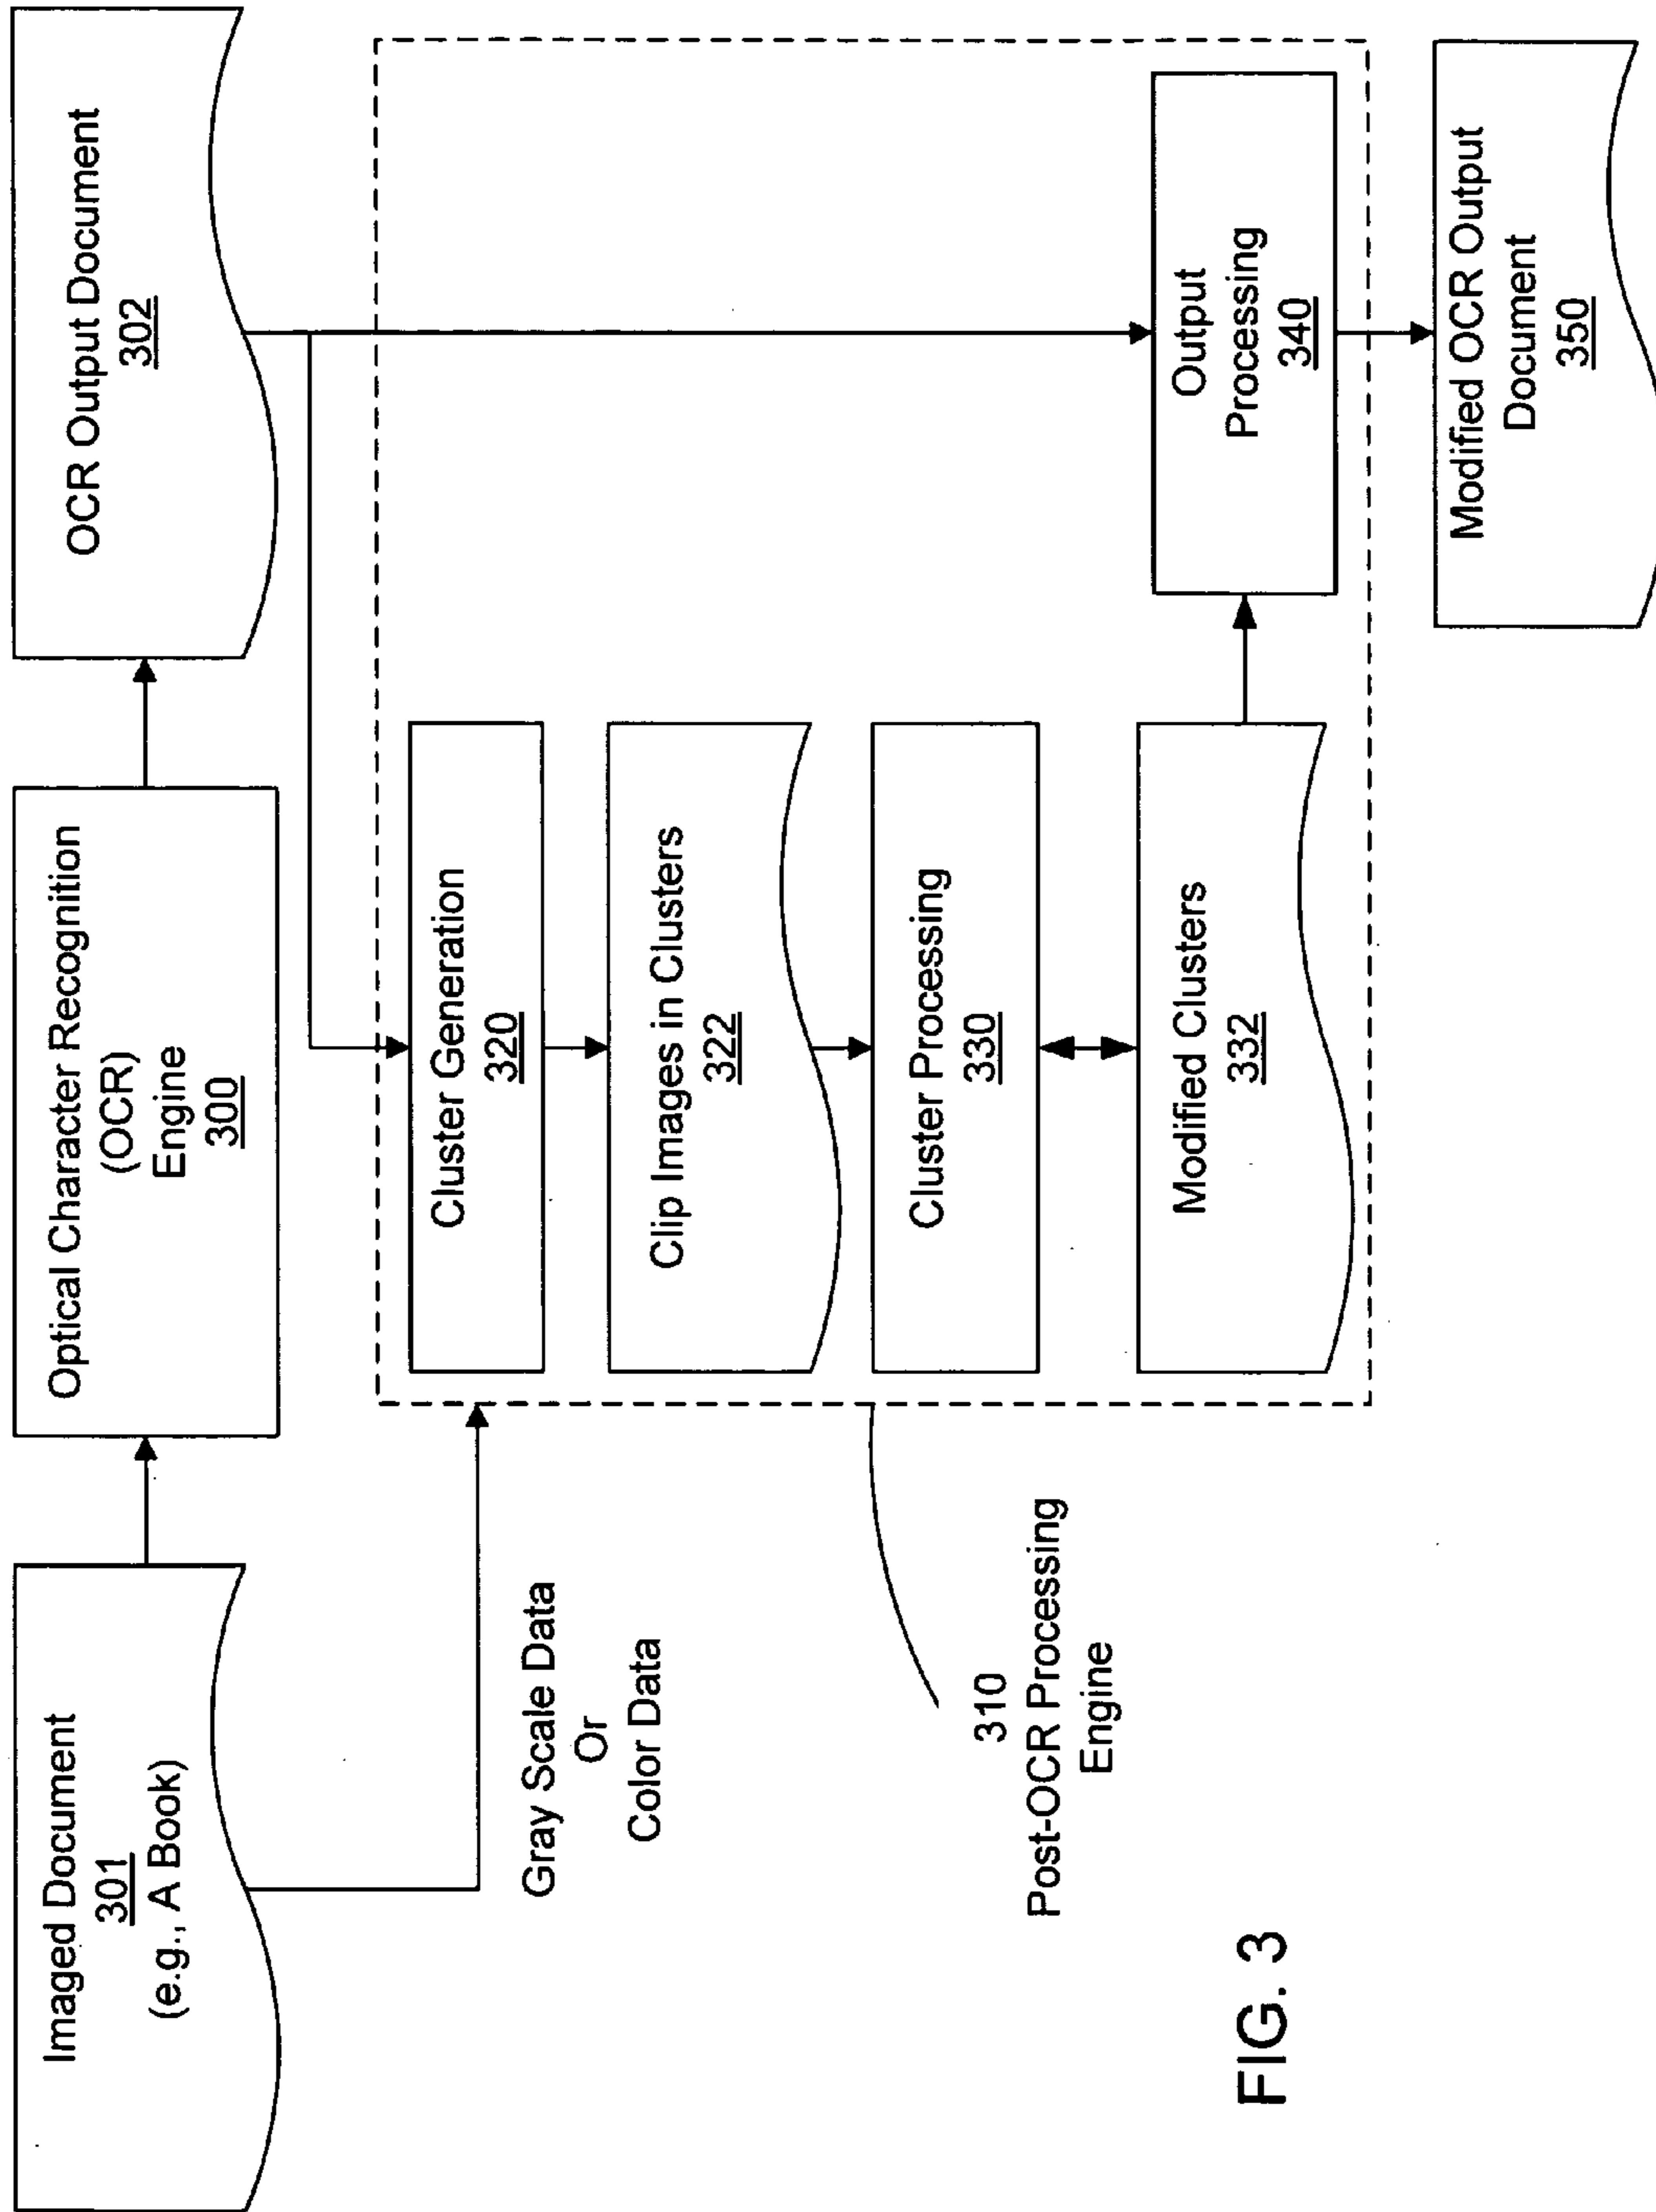 Imaged Document
301
(e.g., A Book)
Optical Character Recognition
(OCR)
Engine
300
OCR Output Document
302
Gray Scale Data
Or
Color Data
310
Post-OCR Processing
Engine
Cluster Generation
320
Clip Images in Clusters
322
Cluster Processing
330
Modified Clusters
332
Output
Processing
340
Modified OCR Output
Document
350
FIG. 3